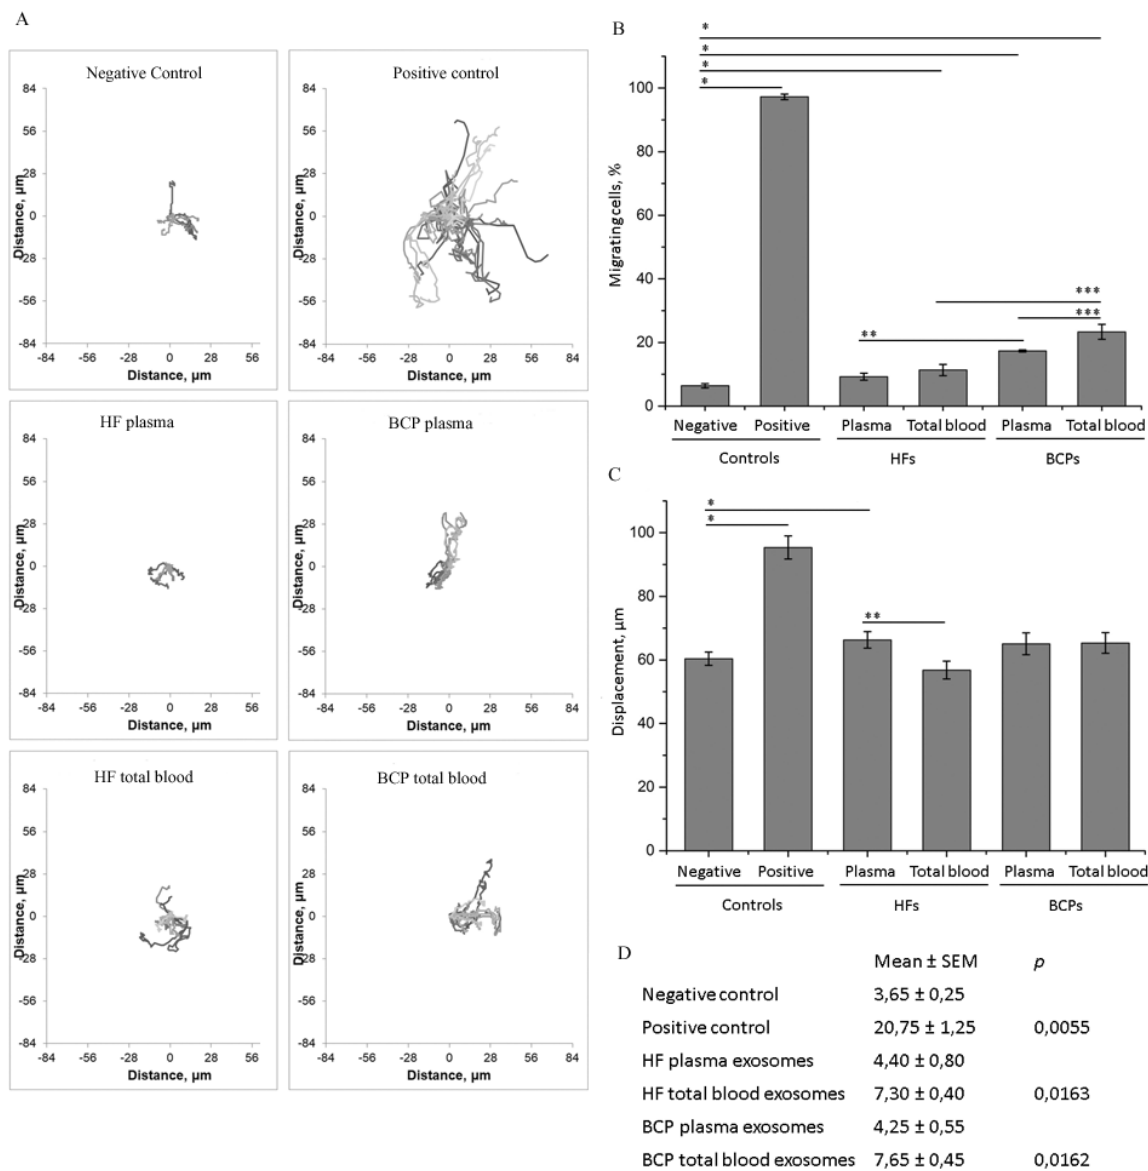 A
Negative Control
84
56
28
0
-28
-56
-84
Distance, µm
-84 -56 -28 0 28 56
Distance, µm
Positive control
84
56
28
0
-28
-56
-84
Distance, µm
-84 -56 -28 0 28 56 84
Distance, µm
HF plasma
84
56
28
0
-28
-56
-84
Distance, µm
-84 -56 -28 0 28 56
Distance, µm
BCP plasma
84
56
28
0
-28
-56
-84
Distance, µm
-84 -56 -28 0 28 56 84
Distance, µm
HF total blood
84
56
28
0
-28
-56
-84
Distance, µm
-84 -56 -28 0 28 56
Distance, µm
BCP total blood
84
56
28
0
-28
-56
-84
Distance, µm
-84 -56 -28 0 28 56 84
Distance, µm
B
*
*
*
*
***
***
**
100
80
60
40
20
0
Migrating cells, %
Negative Positive Plasma Total blood Plasma Total blood
Controls HFs BCPs
C
*
*
**
100
80
60
40
20
0
Displacement, µm
Negative Positive Plasma Total blood Plasma Total blood
Controls HFs BCPs
D
Mean ± SEM p
Negative control 3,65 ± 0,25
Positive control 20,75 ± 1,25 0,0055
HF plasma exosomes 4,40 ± 0,80
HF total blood exosomes 7,30 ± 0,40 0,0163
BCP plasma exosomes 4,25 ± 0,55
BCP total blood exosomes 7,65 ± 0,45 0,0162